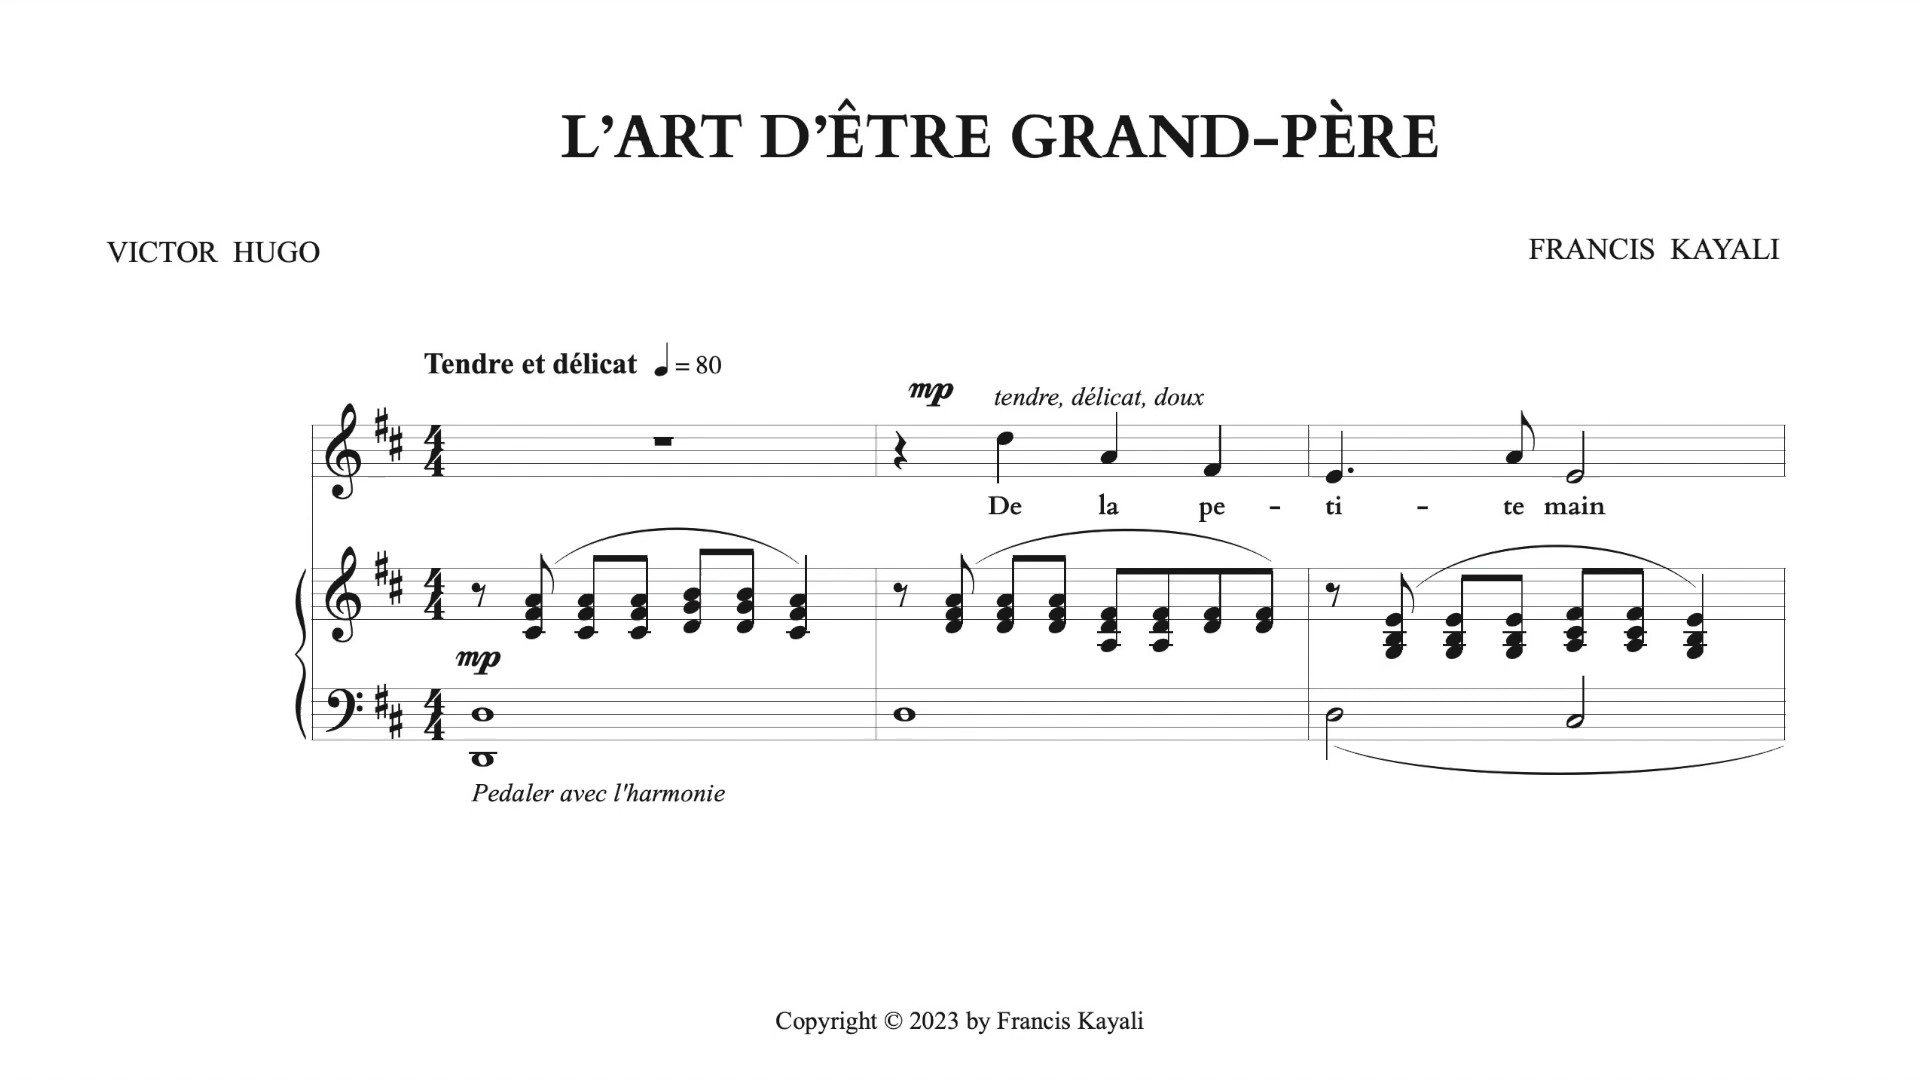 L’ART D’ÊTRE GRAND-PÈRE
VICTOR HUGO
FRANCIS KAYALI
Tendre et délicat ♩ = 80
mp tendre, délicat, doux
De la pe - ti - te main
mp
Pedaler avec l'harmonie
Copyright © 2023 by Francis Kayali